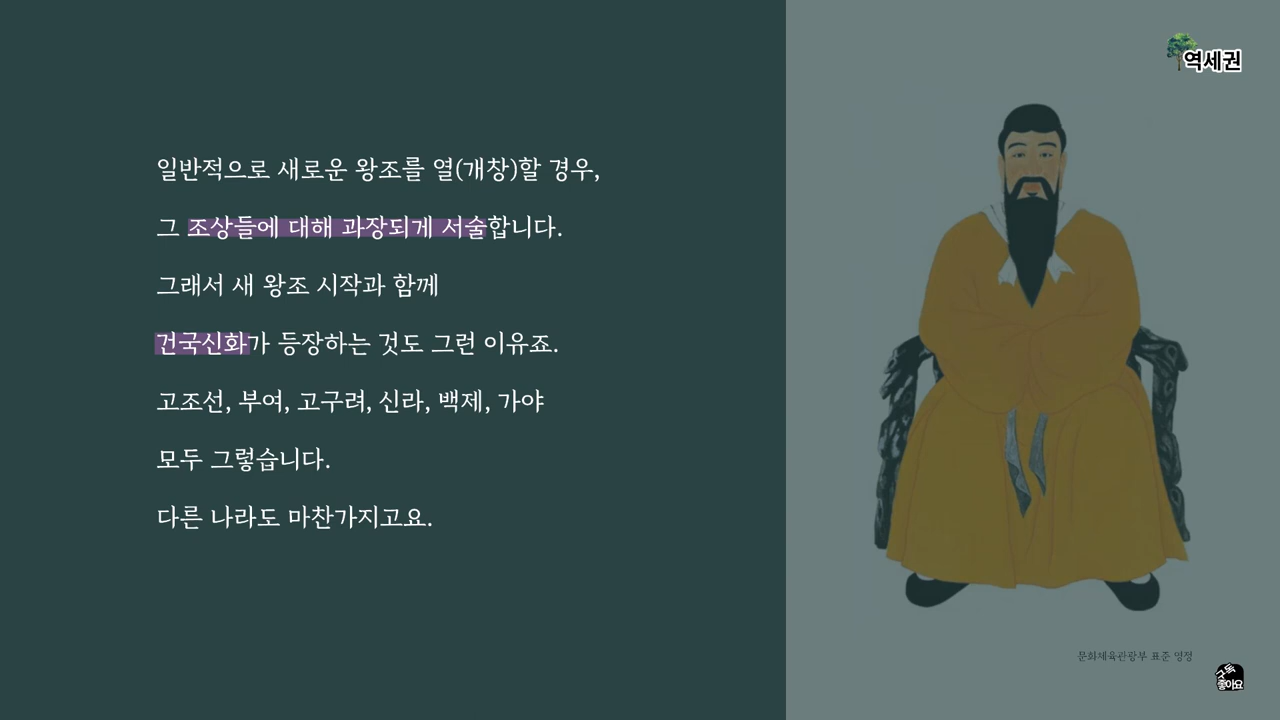 일반적으로 새로운 왕조를 열(개창)할 경우,
그 조상들에 대해 과장되게 서술합니다.
그래서 새 왕조 시작과 함께
건국신화가 등장하는 것도 그런 이유죠.
고조선, 부여, 고구려, 신라, 백제, 가야
모두 그렇습니다.
다른 나라도 마찬가지고요.
역세권
문화체육관광부 표준 영정
구독
좋아요